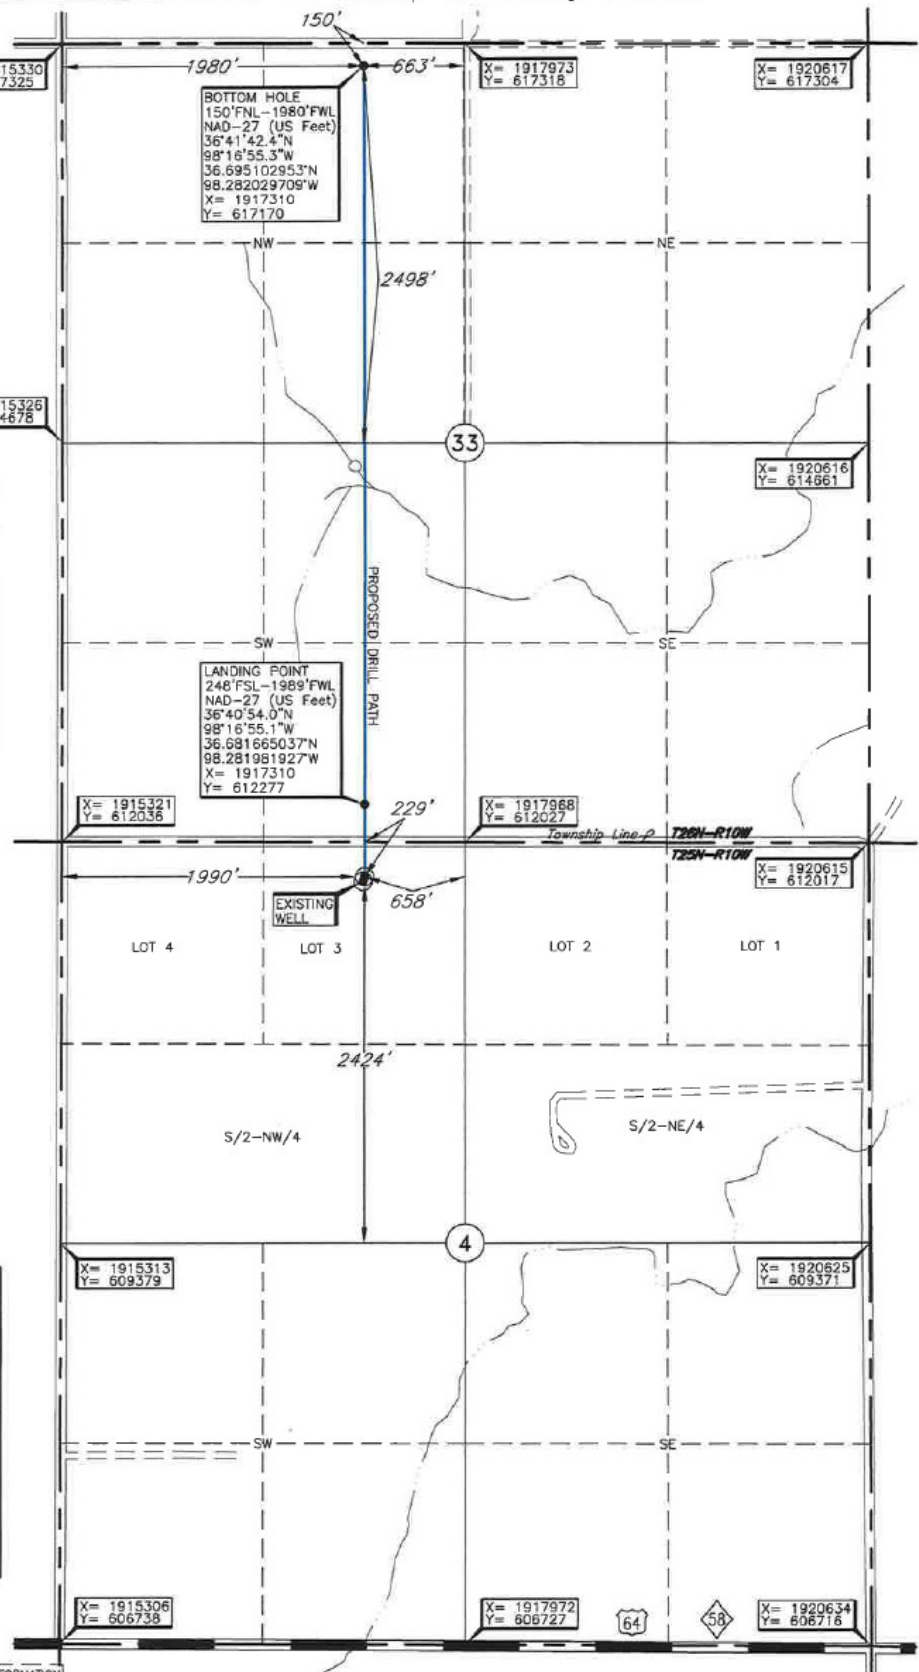 150'
15330
7325
1980'
663'
X= 1917973
Y= 617318
X= 1920617
Y= 617304
BOTTOM HOLE
150'FNL-1980'FWL
NAD-27 (US Feet)
36°41'42.4"N
98°16'55.3"W
36.695102953°N
98.282029709°W
X= 1917310
Y= 617170
NW
NE
2498'
15326
4678
33
X= 1920616
Y= 614661
PROPOSED DRILL PATH
SW
SE
LANDING POINT
248'FSL-1989'FWL
NAD-27 (US Feet)
36°40'54.0"N
98°16'55.1"W
36.681665037°N
98.281981927°W
X= 1917310
Y= 612277
X= 1915321
Y= 612036
229'
X= 1917968
Y= 612027
Township Line
T26N-R10W
T25N-R10W
1990'
658'
X= 1920615
Y= 612017
EXISTING
WELL
LOT 4
LOT 3
LOT 2
LOT 1
2424'
S/2-NW/4
S/2-NE/4
4
X= 1915313
Y= 609379
X= 1920625
Y= 609371
SW
SE
X= 1915306
Y= 606738
X= 1917972
Y= 606727
64
58
X= 1920634
Y= 606716